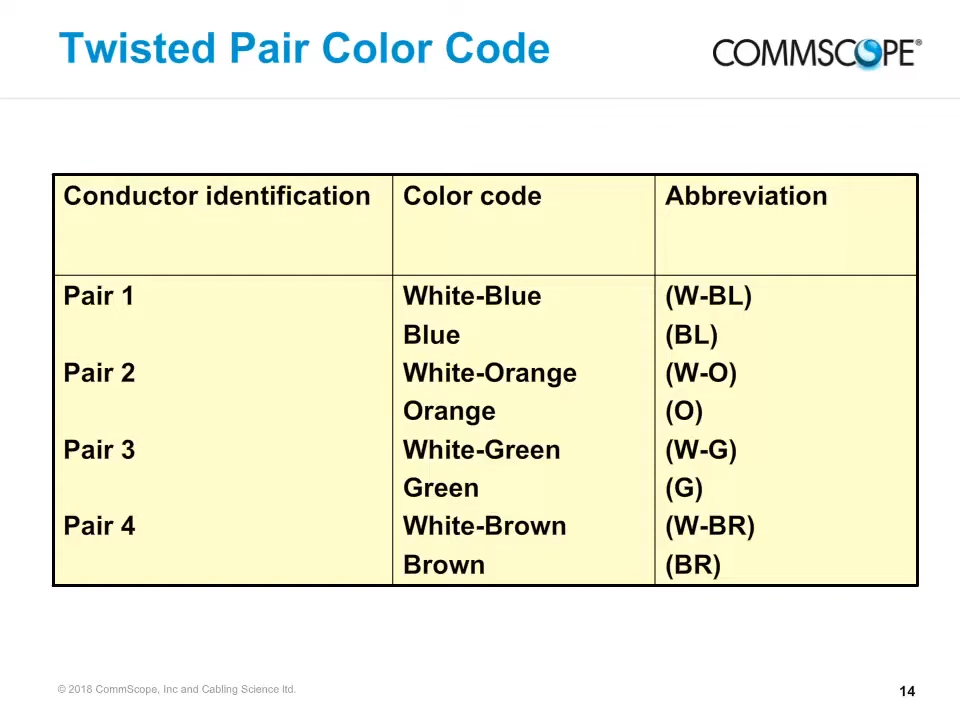 Twisted Pair Color Code
COMMSCOPE®
Conductor identification Color code Abbreviation
Pair 1 White-Blue (W-BL)
Blue (BL)
Pair 2 White-Orange (W-O)
Orange (O)
Pair 3 White-Green (W-G)
Green (G)
Pair 4 White-Brown (W-BR)
Brown (BR)
© 2018 CommScope, Inc and Cabling Science ltd.
14